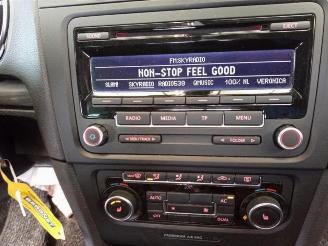 SOUND
EJECT
FM:SKYRADIO
NON-STOP FEEL GOOD
SLAM! SKYRADIO RADIO538 QMUSIC 100% NL VERONICA
RADIO MEDIA TP MENU
SEEK/TRACK
FOLDER
AUTO
AC
OFF
DUAL